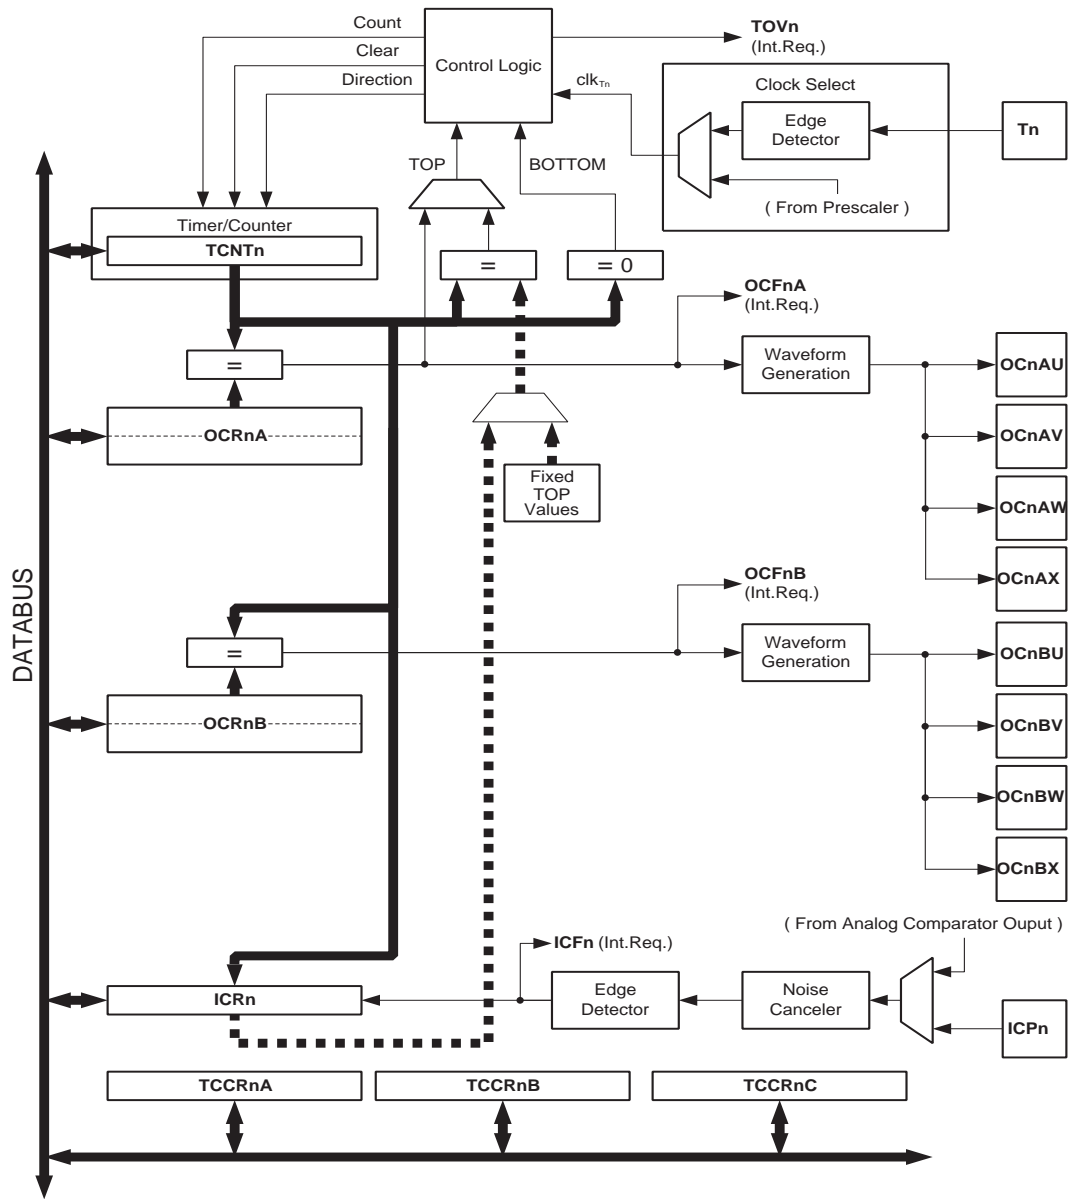 Count
TOVn
(Int.Req.)
Clear
Control Logic
Direction
clkTn
Clock Select
Edge
Detector
Tn
TOP
BOTTOM
( From Prescaler )
Timer/Counter
TCNTn
=
= 0
OCFnA
(Int.Req.)
=
Waveform
Generation
OCnAU
OCRnA
OCnAV
Fixed
TOP
Values
OCnAW
OCnAX
DATABUS
OCFnB
(Int.Req.)
=
Waveform
Generation
OCnBU
OCRnB
OCnBV
OCnBW
OCnBX
( From Analog Comparator Ouput )
ICFn (Int.Req.)
ICRn
Edge
Detector
Noise
Canceler
ICPn
TCCRnA
TCCRnB
TCCRnC